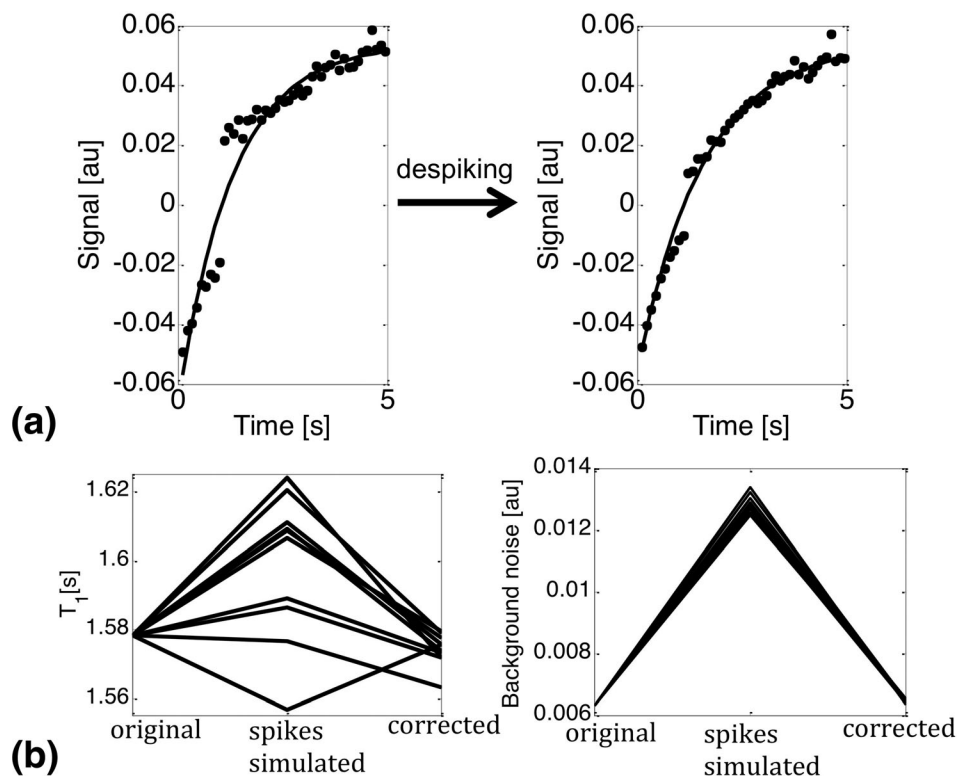 0.06
0.04
0.02
0
-0.02
-0.04
-0.06
Signal [au]
0
5
Time [s]
despiking
0.06
0.04
0.02
0
-0.02
-0.04
-0.06
Signal [au]
0
5
Time [s]
(a)
1.62
1.6
1.58
1.56
T1[s]
original
spikes
simulated
corrected
0.014
0.012
0.01
0.008
0.006
Background noise [au]
original
spikes
simulated
corrected
(b)